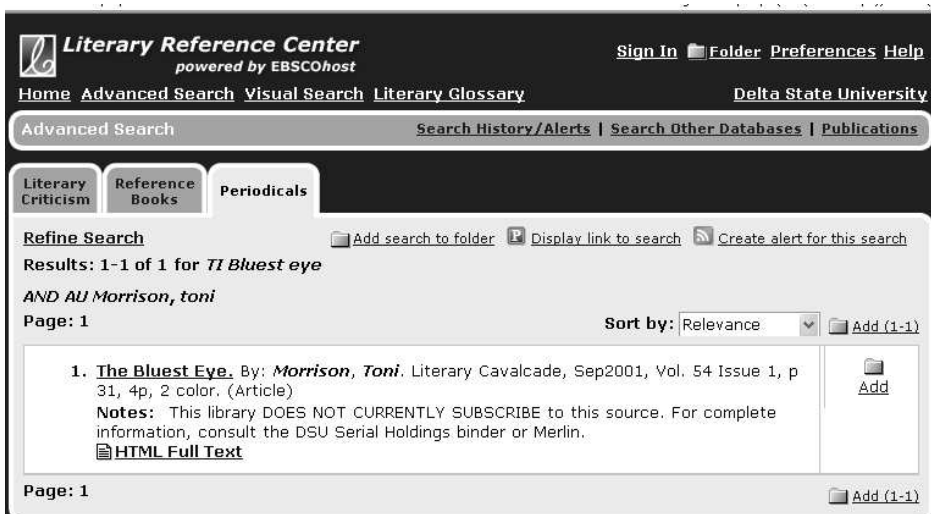 Literary Reference Center
powered by EBSCOhost
Sign In Folder Preferences Help
Home Advanced Search Visual Search Literary Glossary
Delta State University
Advanced Search
Search History/Alerts | Search Other Databases | Publications
Literary Criticism
Reference Books
Periodicals
Refine Search
Add search to folder Display link to search Create alert for this search
Results: 1-1 of 1 for TI Bluest eye
AND AU Morrison, toni
Page: 1
Sort by: Relevance Add (1-1)
1. The Bluest Eye. By: Morrison, Toni. Literary Cavalcade, Sep2001, Vol. 54 Issue 1, p
31, 4p, 2 color. (Article)
Notes: This library DOES NOT CURRENTLY SUBSCRIBE to this source. For complete
information, consult the DSU Serial Holdings binder or Merlin.
HTML Full Text
Add
Page: 1
Add (1-1)